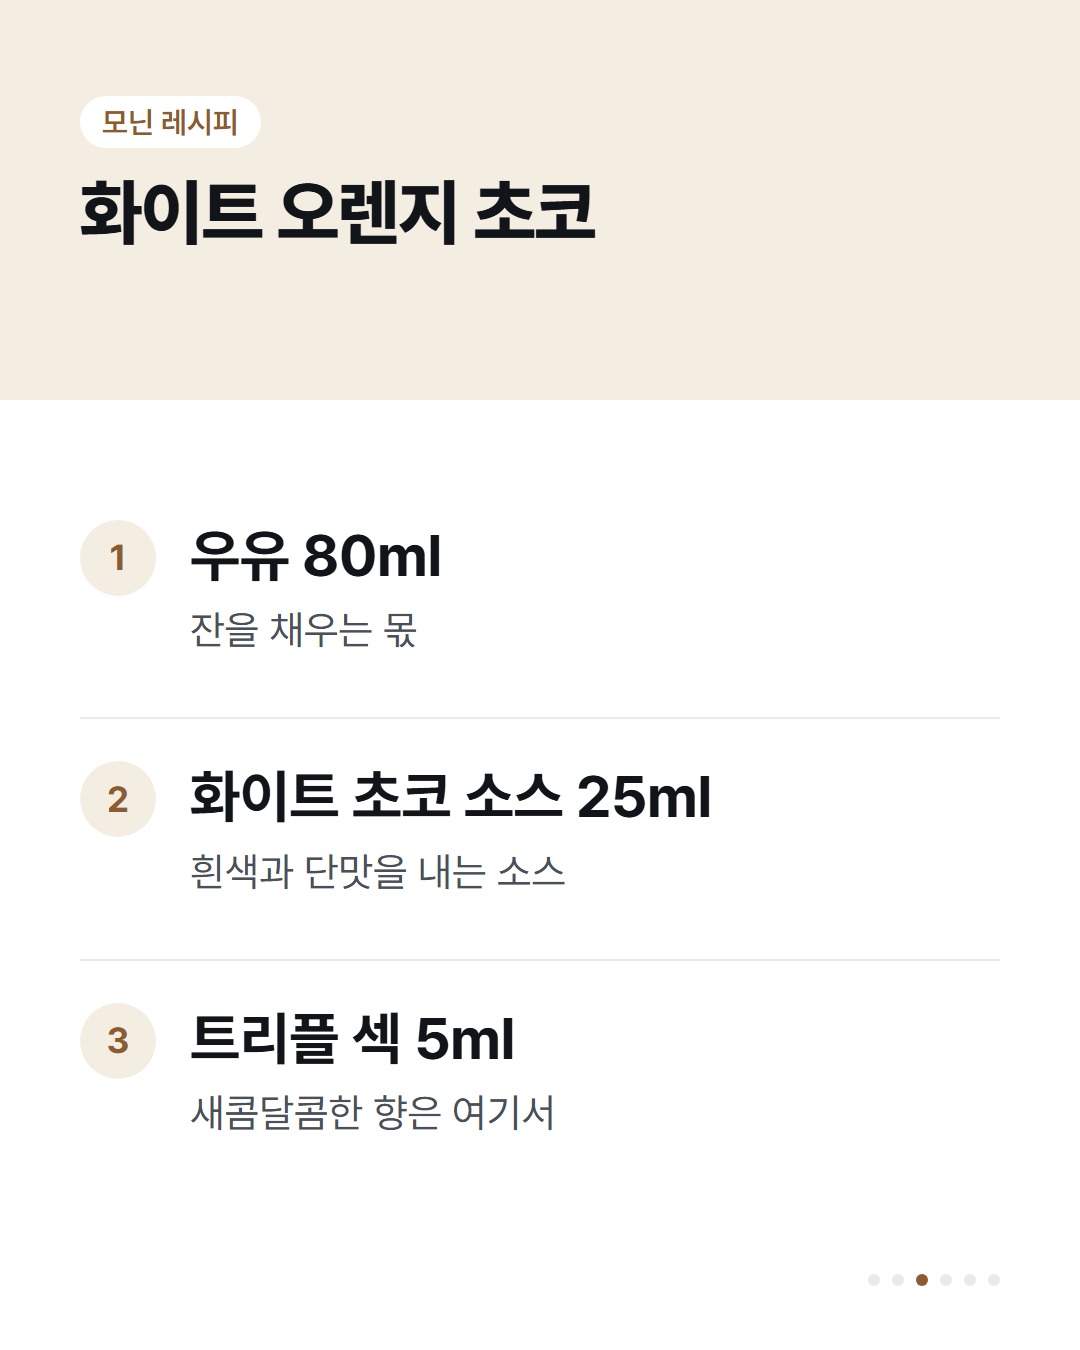 모닌 레시피
화이트 오렌지 초코
1
우유 80ml
잔을 채우는 몫
2
화이트 초코 소스 25ml
흰색과 단맛을 내는 소스
3
트리플 섹 5ml
새콤달콤한 향은 여기서